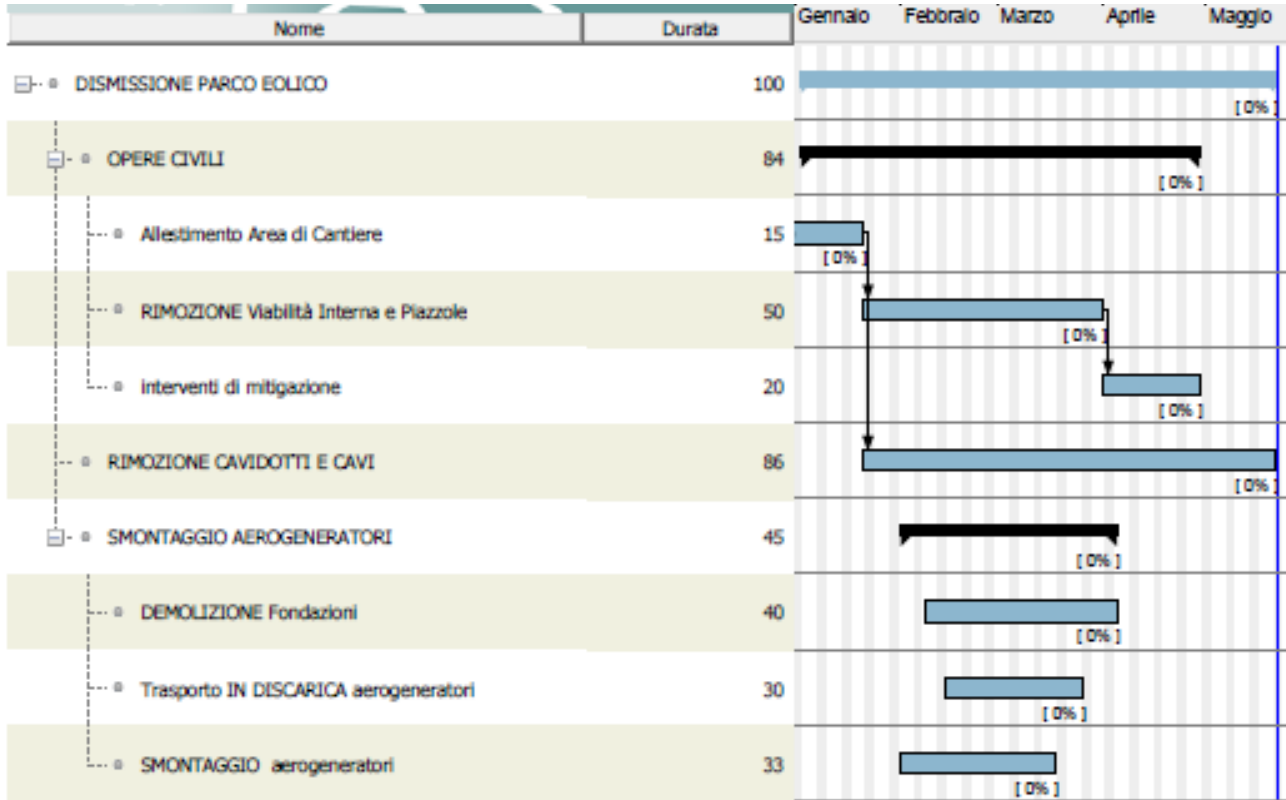 Nome Durata Gennaio Febbraio Marzo Aprile Maggio
DISMISSIONE PARCO EOLICO 100
[ 0% ]
OPERE CIVILI 84
[ 0% ]
Allestimento Area di Cantiere 15
[ 0% ]
RIMOZIONE Viabilità Interna e Piazzole 50
[ 0% ]
interventi di mitigazione 20
[ 0% ]
RIMOZIONE CAVIDOTTI E CAVI 86
[ 0% ]
SMONTAGGIO AEROGENERATORI 45
[ 0% ]
DEMOLIZIONE Fondazioni 40
[ 0% ]
Trasporto IN DISCARICA aerogeneratori 30
[ 0% ]
SMONTAGGIO aerogeneratori 33
[ 0% ]